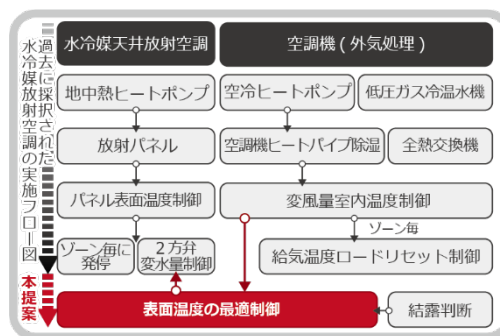 過去に採択された
水冷媒放射空調の実施フロー図
本提案
水冷媒天井放射空調
空調機（外気処理）
地中熱ヒートポンプ
空冷ヒートポンプ
低圧ガス冷温水機
放射パネル
空調機ヒートパイプ除湿
全熱交換機
パネル表面温度制御
変風量室内温度制御
ゾーン毎
ゾーン毎に
発停
2方弁
変水量制御
給気温度ロードリセット制御
表面温度の最適制御
結露判断